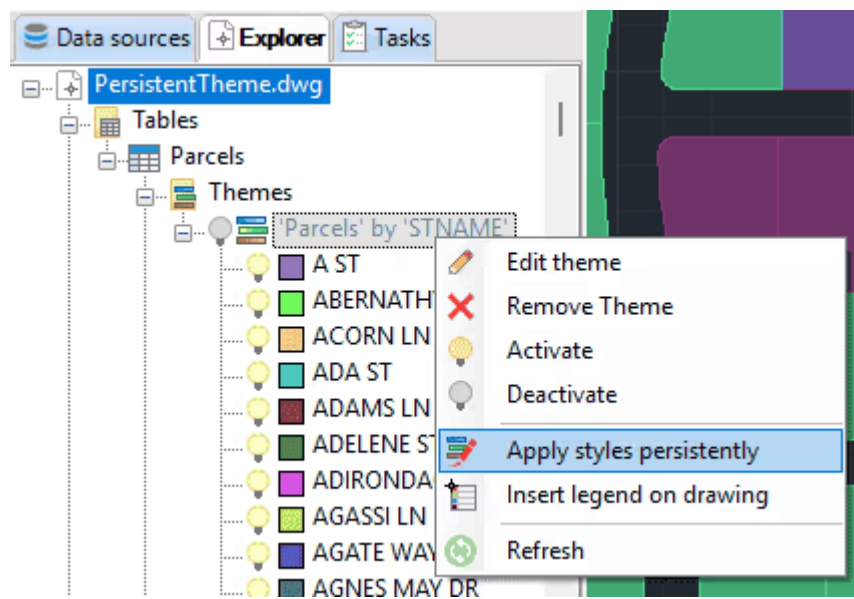 Data sources Explorer Tasks
PersistentTheme.dwg
Tables
Parcels
Themes
'Parcels' by 'STNAME'
A ST
ABERNATH
ACORN LN
ADA ST
ADAMS LN
ADELENE ST
ADIRONDA
AGASSI LN
AGATE WAY
AGNES MAY DR
Edit theme
Remove Theme
Activate
Deactivate
Apply styles persistently
Insert legend on drawing
Refresh